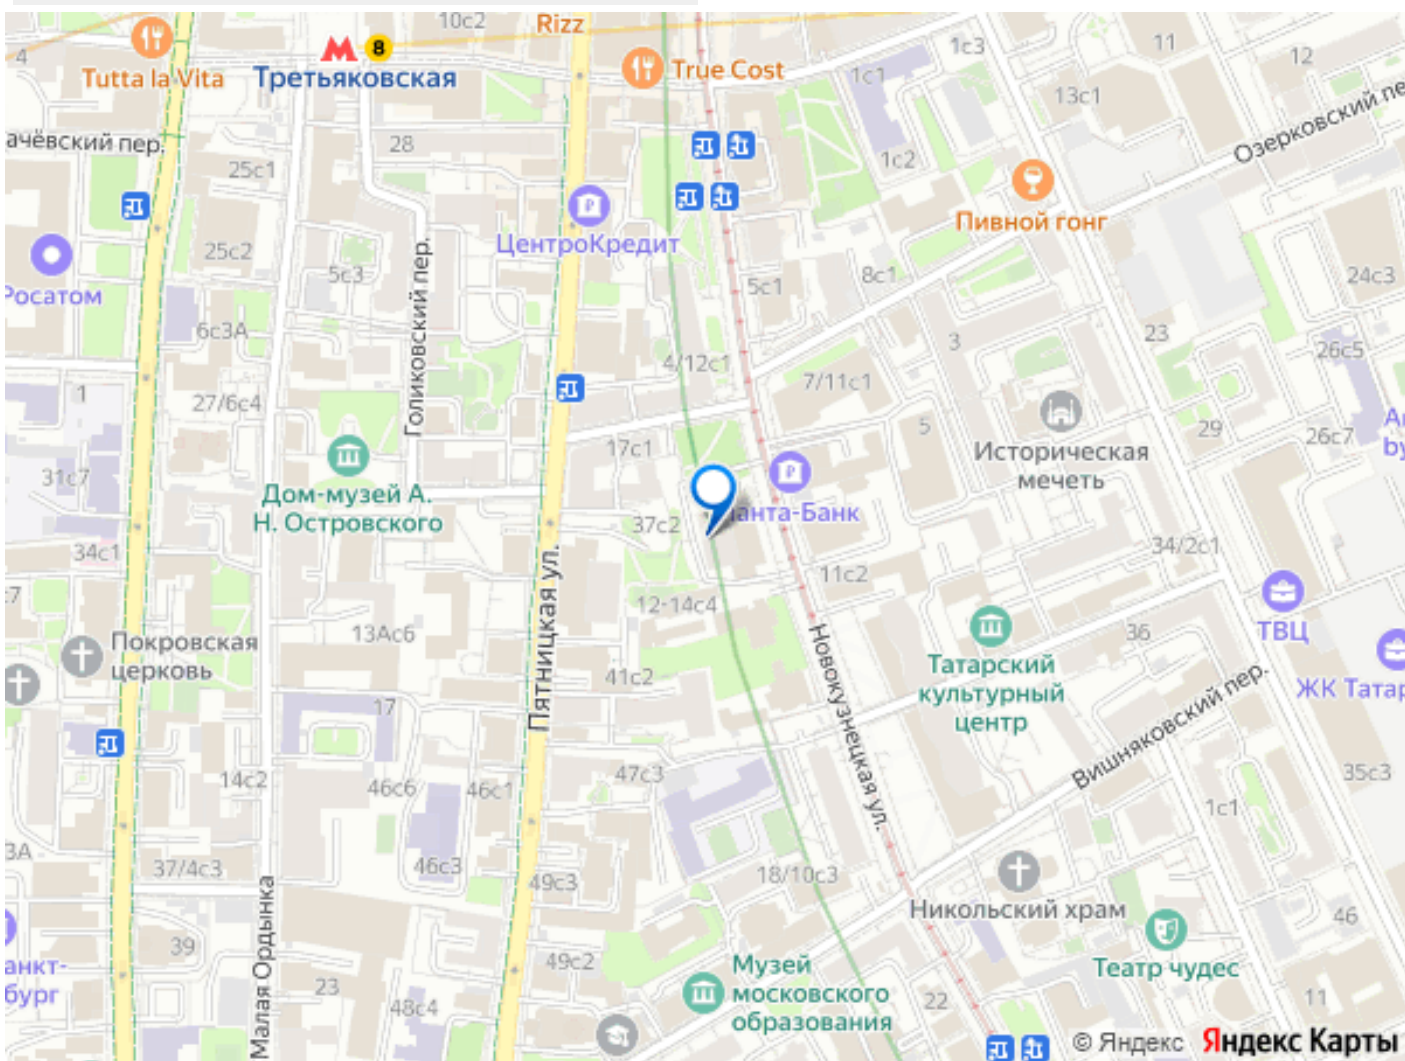 10с2
Rizz
1с3
11
12
4
Tutta la Vita
8
Третьяковская
True Cost
1с1
13с1
Озерковский пе
ачёвский пер.
28
25с1
1с2
Пивной гонг
ЦентроКредит
25с2
5с3
Голиковский пер.
5с1
8с1
24с3
Росатом
6с3А
3
23
26с5
4/12с1
7/11с1
1
27/6с4
5
29
26с7
17с1
Историческая
мечеть
31с7
Дом-музей А.
Н. Островского
37с2
анта-Банк
34с1
34/2с1
11с2
12-14с4
ТВЦ
13Ас6
36
Покровская
церковь
Пятницкая ул.
Новокузнецкая ул.
Татарский
культурный
центр
41с2
ЖК Татар
17
Вишняковский пер.
14с2
46с6
46с1
47с3
35с3
1с1
3А
37/4с3
46с3
49с3
18/10с3
Никольский храм
Малая Ордынка
39
46
анкт-
бург
49с2
Музей
московского
образования
Театр чудес
23
48с4
22
11
© Яндекс Яндекс Карты